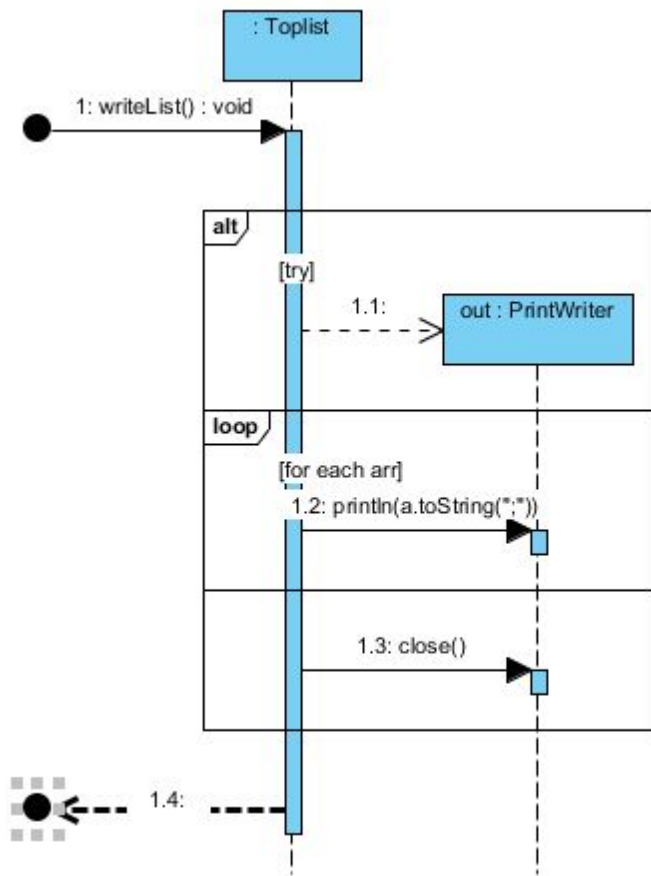 : Toplist
1: writeList() : void
alt
[try]
1.1:
out : PrintWriter
loop
[for each arr]
1.2: println(a.toString(";"))
1.3: close()
1.4: